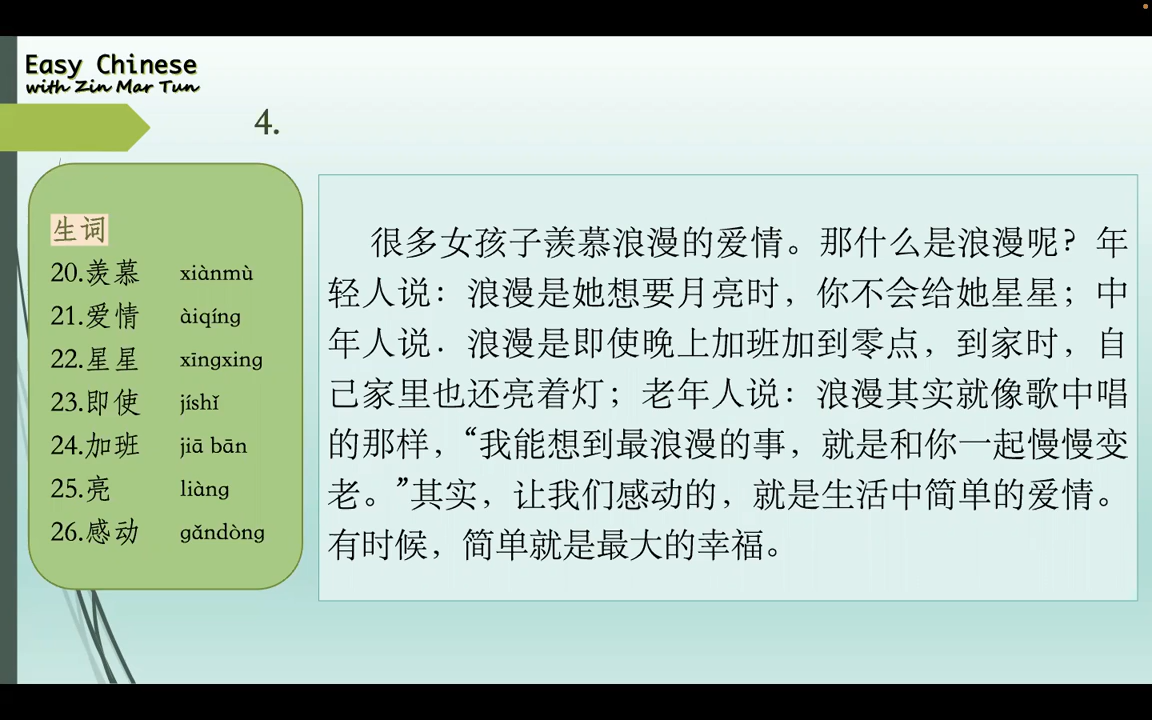 Easy Chinese
with Zin Mar Tun
4.
生词
20.羡慕 xiànmù
21.爱情 àiqíng
22.星星 xīngxing
23.即使 jíshǐ
24.加班 jiā bān
25.亮 liàng
26.感动 gǎndòng
很多女孩子羡慕浪漫的爱情。那什么是浪漫呢？年
轻人说：浪漫是她想要月亮时，你不会给她星星；中
年人说．浪漫是即使晚上加班加到零点，到家时，自
己家里也还亮着灯；老年人说：浪漫其实就像歌中唱
的那样，“我能想到最浪漫的事，就是和你一起慢慢变
老。”其实，让我们感动的，就是生活中简单的爱情。
有时候，简单就是最大的幸福。